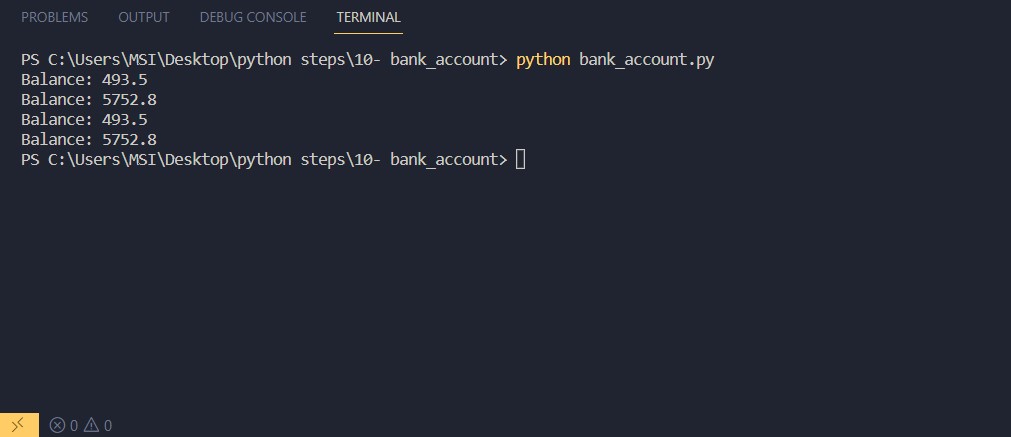 PROBLEMS OUTPUT DEBUG CONSOLE TERMINAL
PS C:\Users\MSI\Desktop\python steps\10- bank_account> python bank_account.py
Balance: 493.5
Balance: 5752.8
Balance: 493.5
Balance: 5752.8
PS C:\Users\MSI\Desktop\python steps\10- bank_account>
0 0